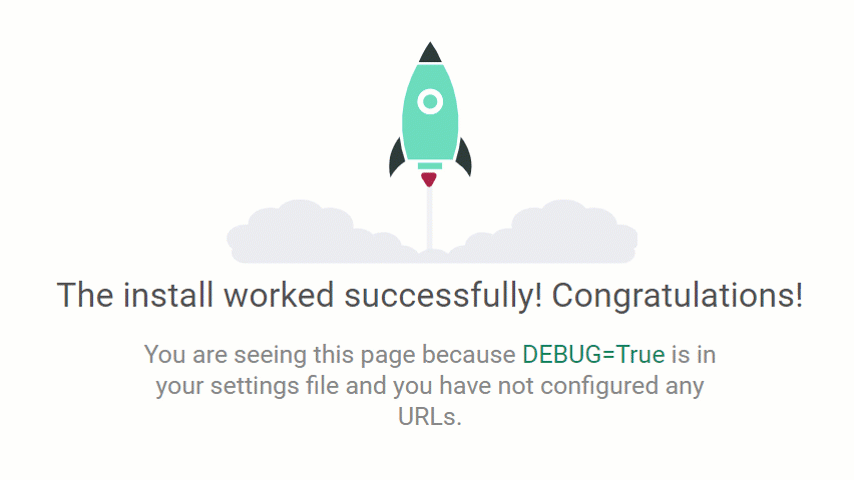 The install worked successfully! Congratulations!
You are seeing this page because DEBUG=True is in
your settings file and you have not configured any
URLs.